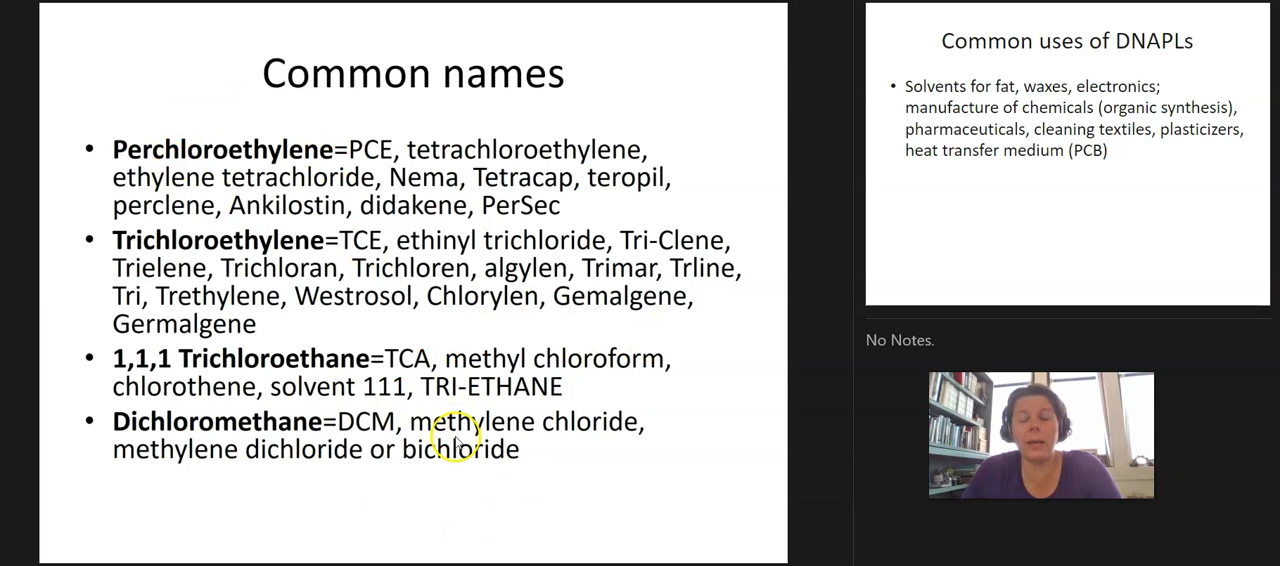 Common names
• Perchloroethylene=PCE, tetrachloroethylene,
ethylene tetrachloride, Nema, Tetracap, teropil,
perclene, Ankilostin, didakene, PerSec
• Trichloroethylene=TCE, ethinyl trichloride, Tri-Clene,
Trielene, Trichloran, Trichloren, algylen, Trimar, Trline,
Tri, Trethylene, Westrosol, Chlorylen, Gemalgene,
Germalgene
• 1,1,1 Trichloroethane=TCA, methyl chloroform,
chlorothene, solvent 111, TRI-ETHANE
• Dichloromethane=DCM, methylene chloride,
methylene dichloride or bichloride
Common uses of DNAPLs
• Solvents for fat, waxes, electronics;
manufacture of chemicals (organic synthesis),
pharmaceuticals, cleaning textiles, plasticizers,
heat transfer medium (PCB)
No Notes.